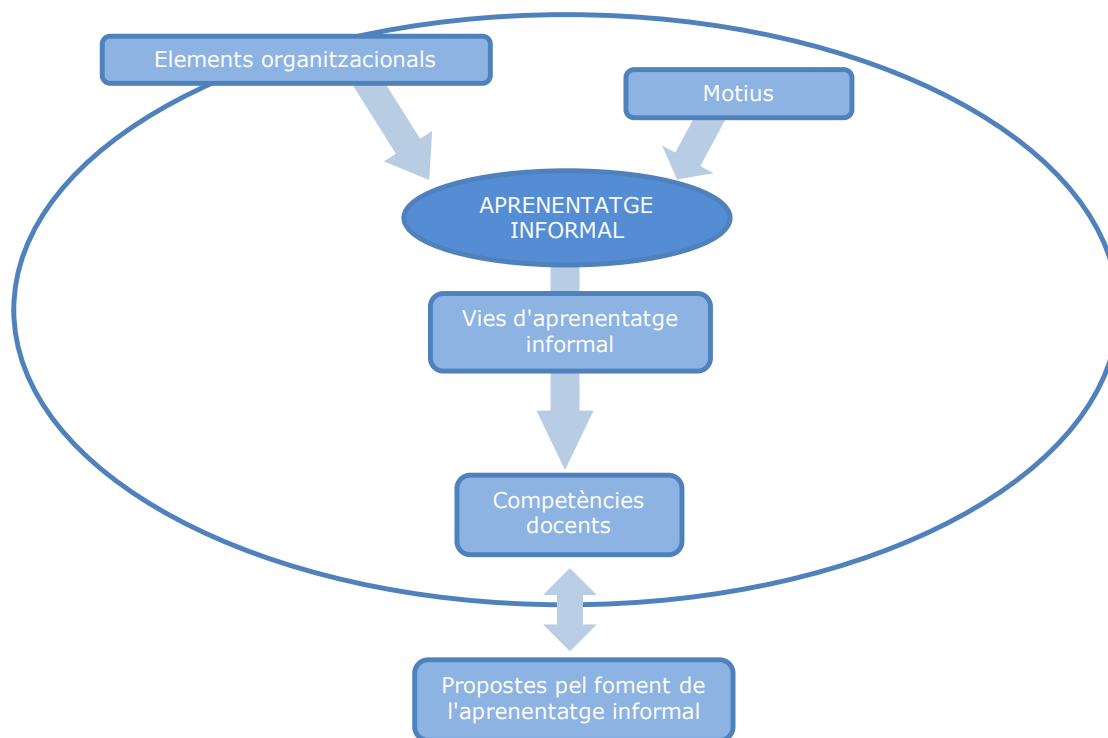 Elements organitzacionals
Motius
APRENENTATGE
INFORMAL
Vies d'aprenentatge
informal
Competències
docents
Propostes pel foment de
l'aprenentatge informal